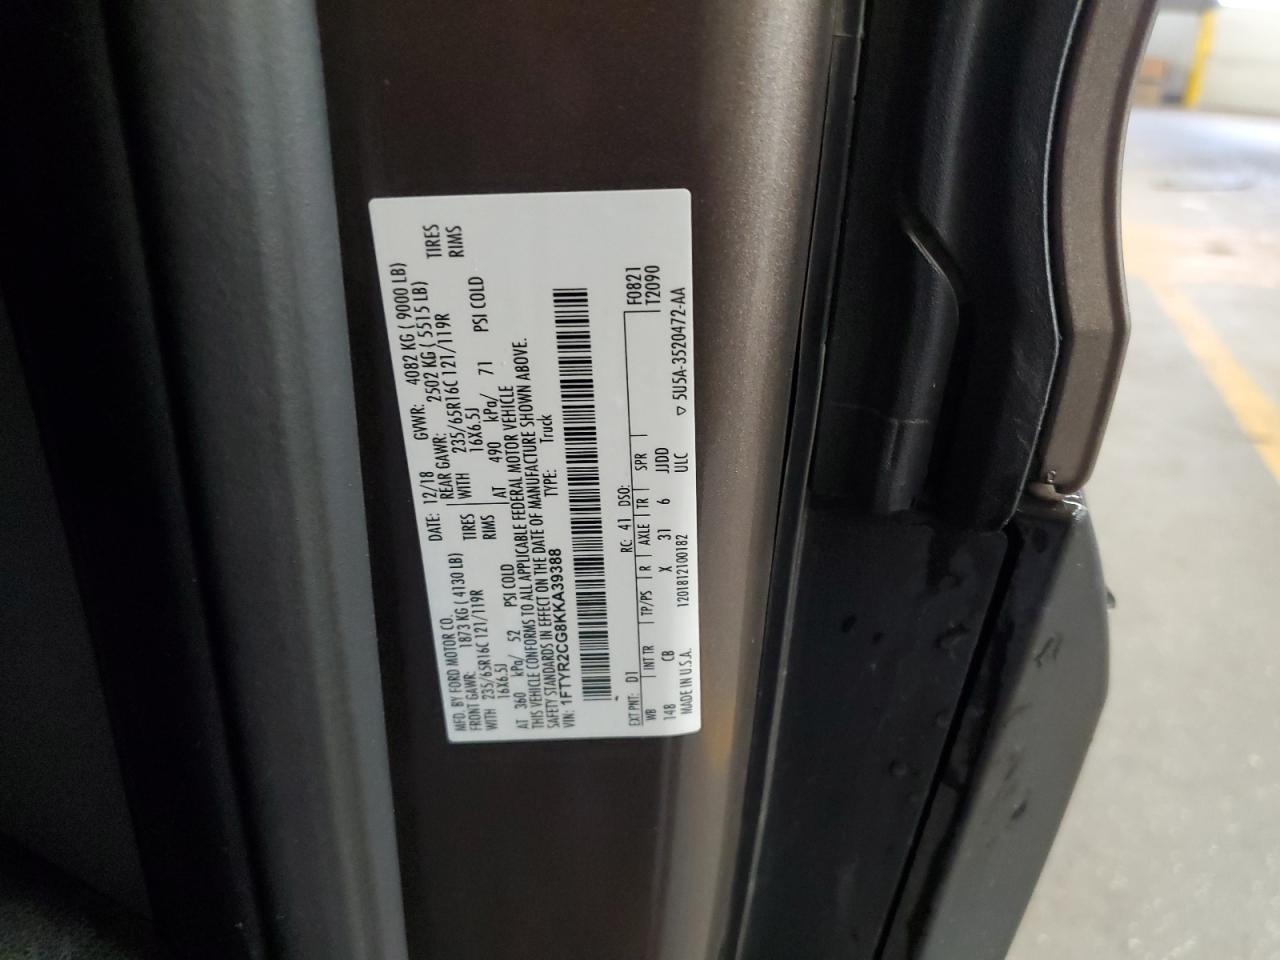 MFD. BY FORD MOTOR CO.
DATE: 12/18 GVWR: 4082 KG ( 9000 LB)
FRONT GAWR: 1873 KG ( 4130 LB) REAR GAWR: 2502 KG ( 5515 LB)
WITH 235/65R16C 121/119R TIRES WITH 235/65R16C 121/119R TIRES
16X6.5J RIMS 16X6.5J RIMS
AT 360 kPa/ 52 PSI COLD AT 490 kPa/ 71 PSI COLD
THIS VEHICLE CONFORMS TO ALL APPLICABLE FEDERAL MOTOR VEHICLE
SAFETY STANDARDS IN EFFECT ON THE DATE OF MANUFACTURE SHOWN ABOVE.
VIN: 1FTYR2CG8KKA39388 TYPE: Truck
EXT PNT: D1 RC: 41 DSO: F0821
WB INT TR TP/PS R AXLE TR SPR T2090
148 CB X 31 6 JJDD
MADE IN U.S.A. 1201812100182 ULC ▽ 5U5A-3520472-AA